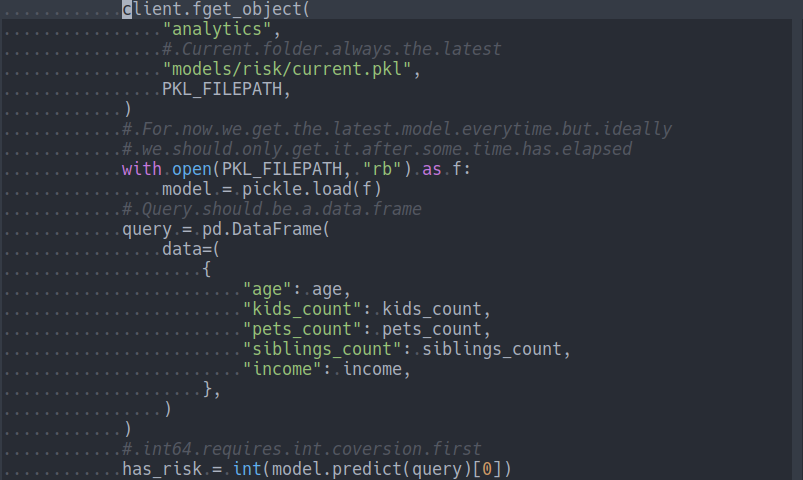 client.fget_object(
"analytics",
# Current folder always the latest
"models/risk/current.pkl",
PKL_FILEPATH,
)
# For now we get the latest model everytime but ideally
# we should only get it after some time has elapsed
with open(PKL_FILEPATH, "rb") as f:
model = pickle.load(f)
# Query should be a data frame
query = pd.DataFrame(
data=(
{
"age": age,
"kids_count": kids_count,
"pets_count": pets_count,
"siblings_count": siblings_count,
"income": income,
},
)
)
# int64 requires int coversion first
has_risk = int(model.predict(query)[0])